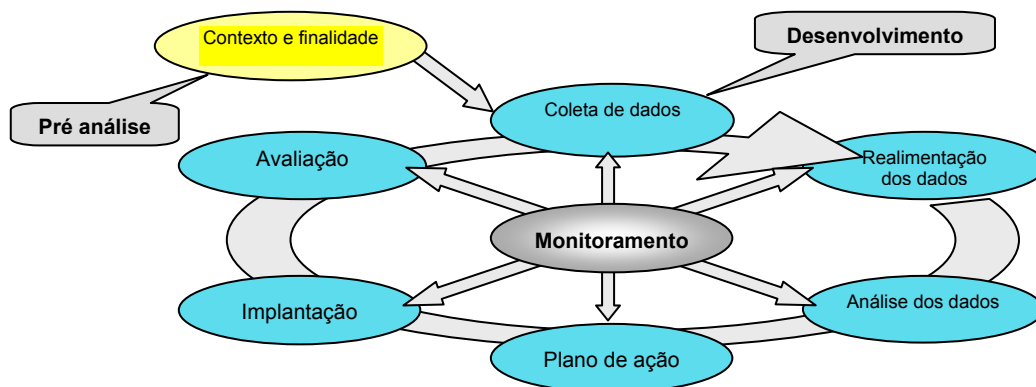 Contexto e finalidade
Desenvolvimento
Pré análise
Coleta de dados
Avaliação
Realimentação
dos dados
Monitoramento
Implantação
Análise dos dados
Plano de ação